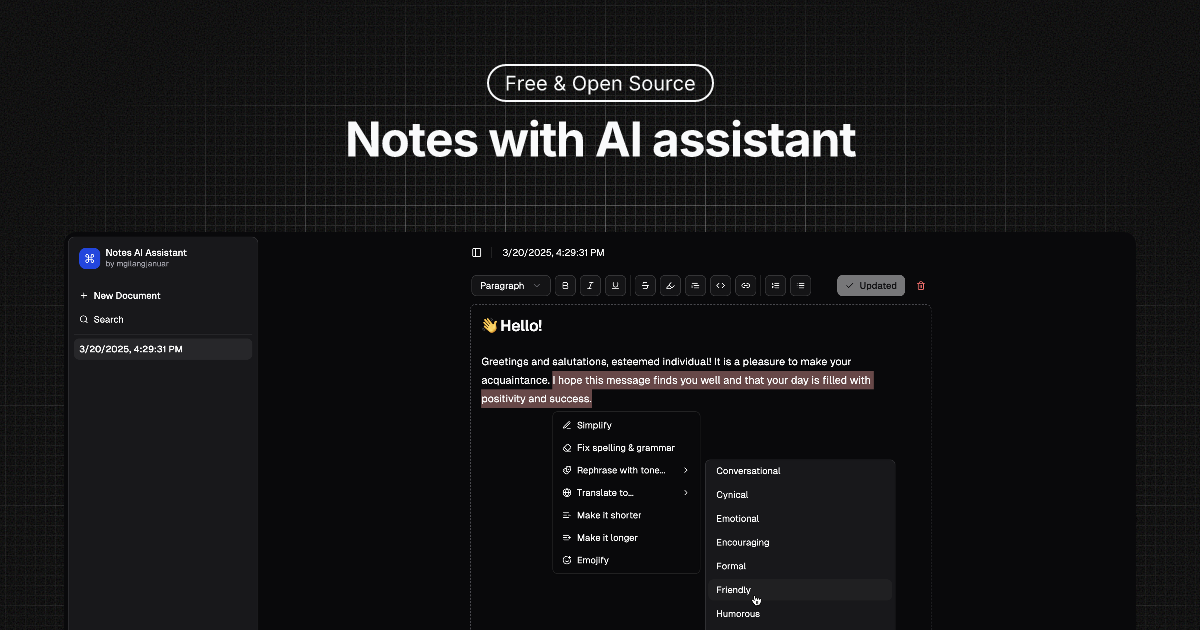 Free & Open Source
Notes with AI assistant
Notes AI Assistant
by mgilangjanuar
+ New Document
Search
3/20/2025, 4:29:31 PM
3/20/2025, 4:29:31 PM
Paragraph
B
I
U
S
Updated
👋 Hello!
Greetings and salutations, esteemed individual! It is a pleasure to make your
acquaintance. I hope this message finds you well and that your day is filled with
positivity and success.
Simplify
Fix spelling & grammar
Rephrase with tone...
Translate to...
Make it shorter
Make it longer
Emojify
Conversational
Cynical
Emotional
Encouraging
Formal
Friendly
Humorous